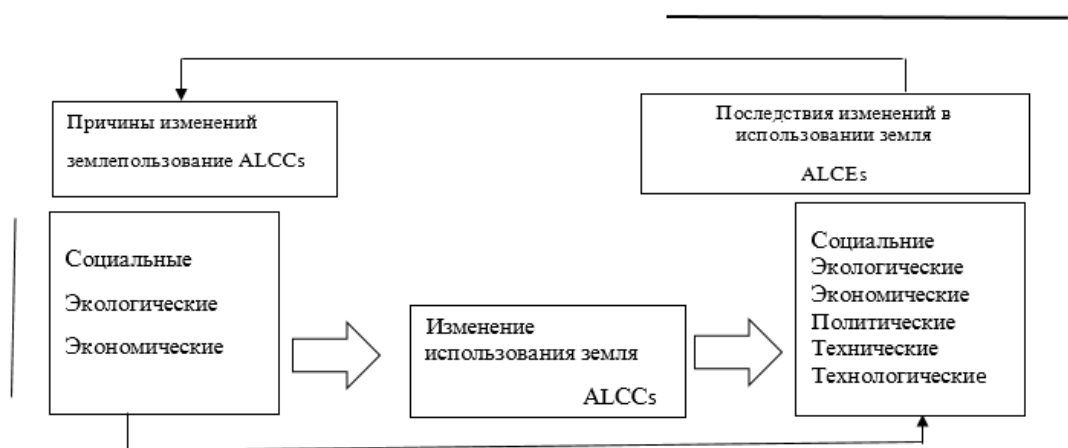 Причины изменений
землепользование ALCCs
Последствия изменений в
использовании земля
ALCEs
Социальные
Экологические
Экономические
Изменение
использования земля
ALCCs
Социальние
Экологические
Экономические
Политические
Технические
Технологические